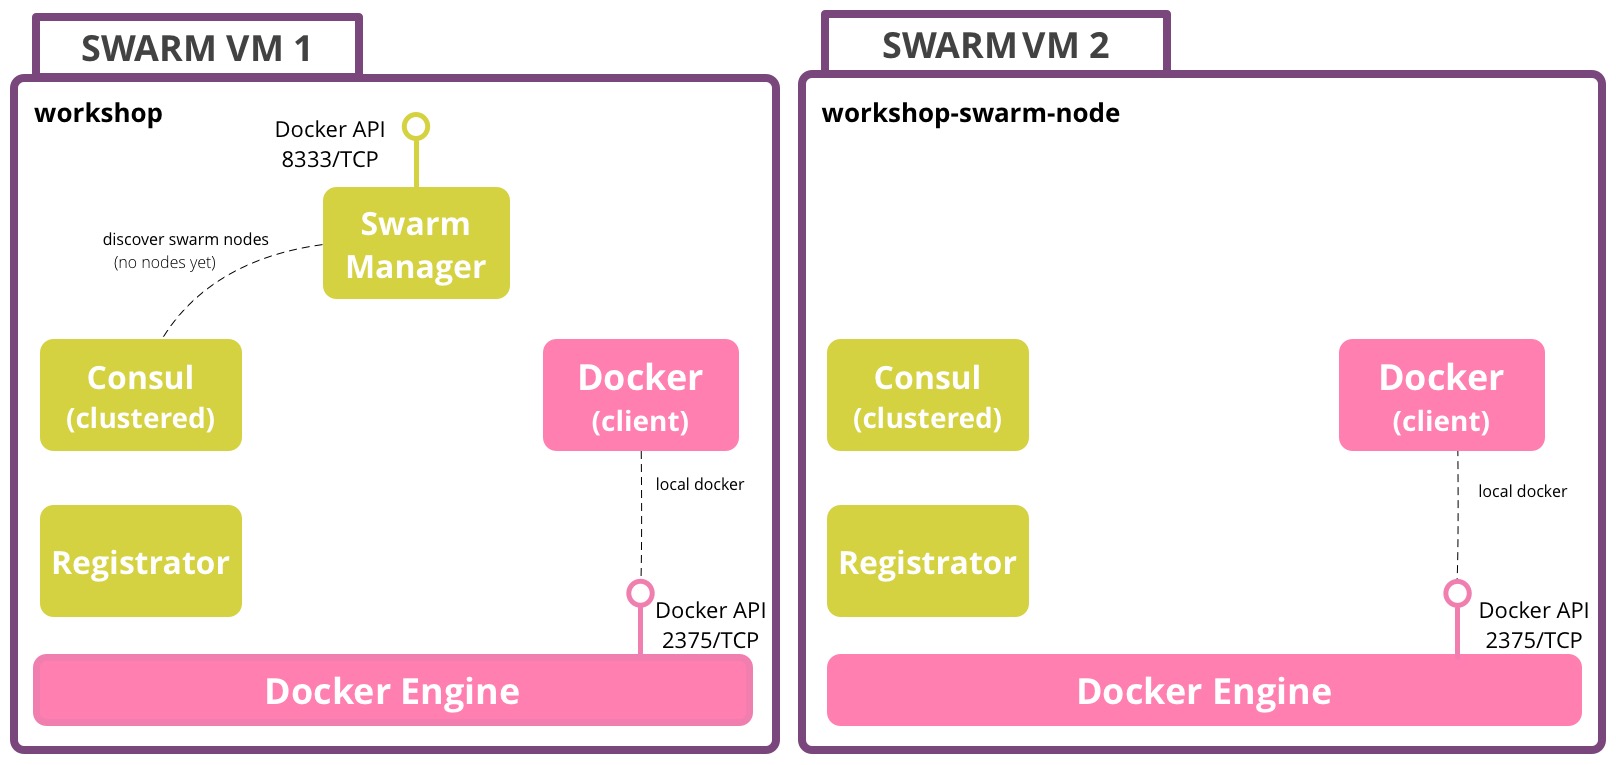 SWARM VM 1
workshop
Docker API
8333/TCP
Swarm
Manager
discover swarm nodes
(no nodes yet)
Consul
(clustered)
Docker
(client)
local docker
Registrator
Docker API
2375/TCP
Docker Engine
SWARM VM 2
workshop-swarm-node
Consul
(clustered)
Docker
(client)
local docker
Registrator
Docker API
2375/TCP
Docker Engine